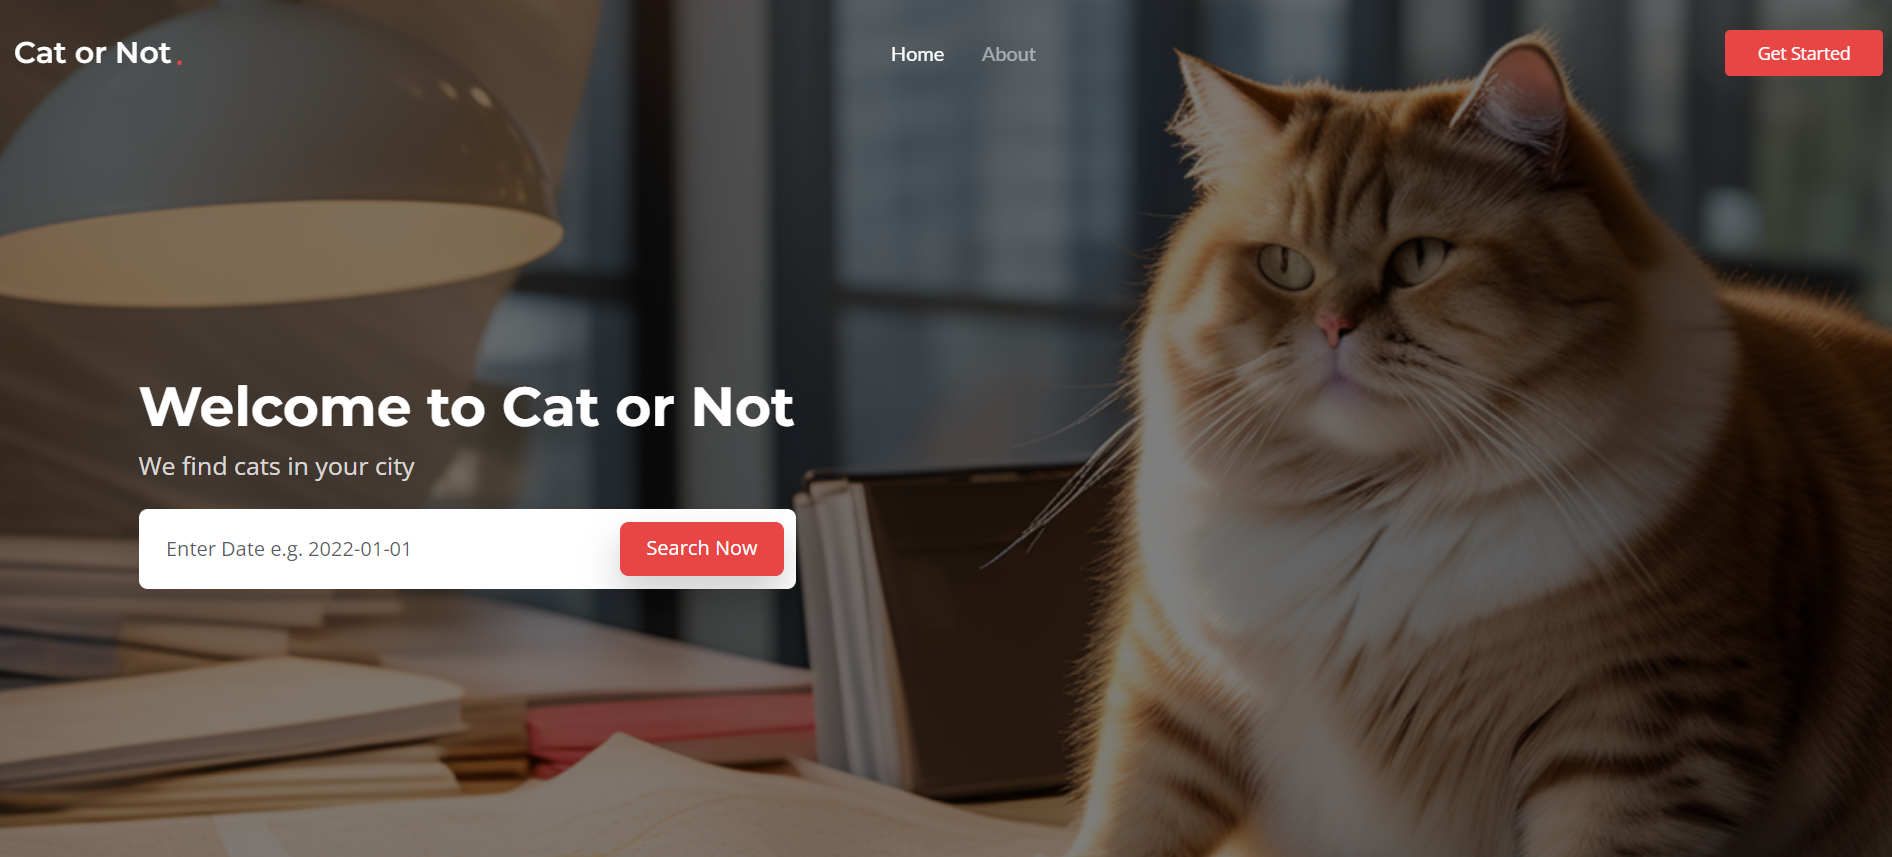 Cat or Not.
Home
About
Get Started
Welcome to Cat or Not
We find cats in your city
Enter Date e.g. 2022-01-01
Search Now